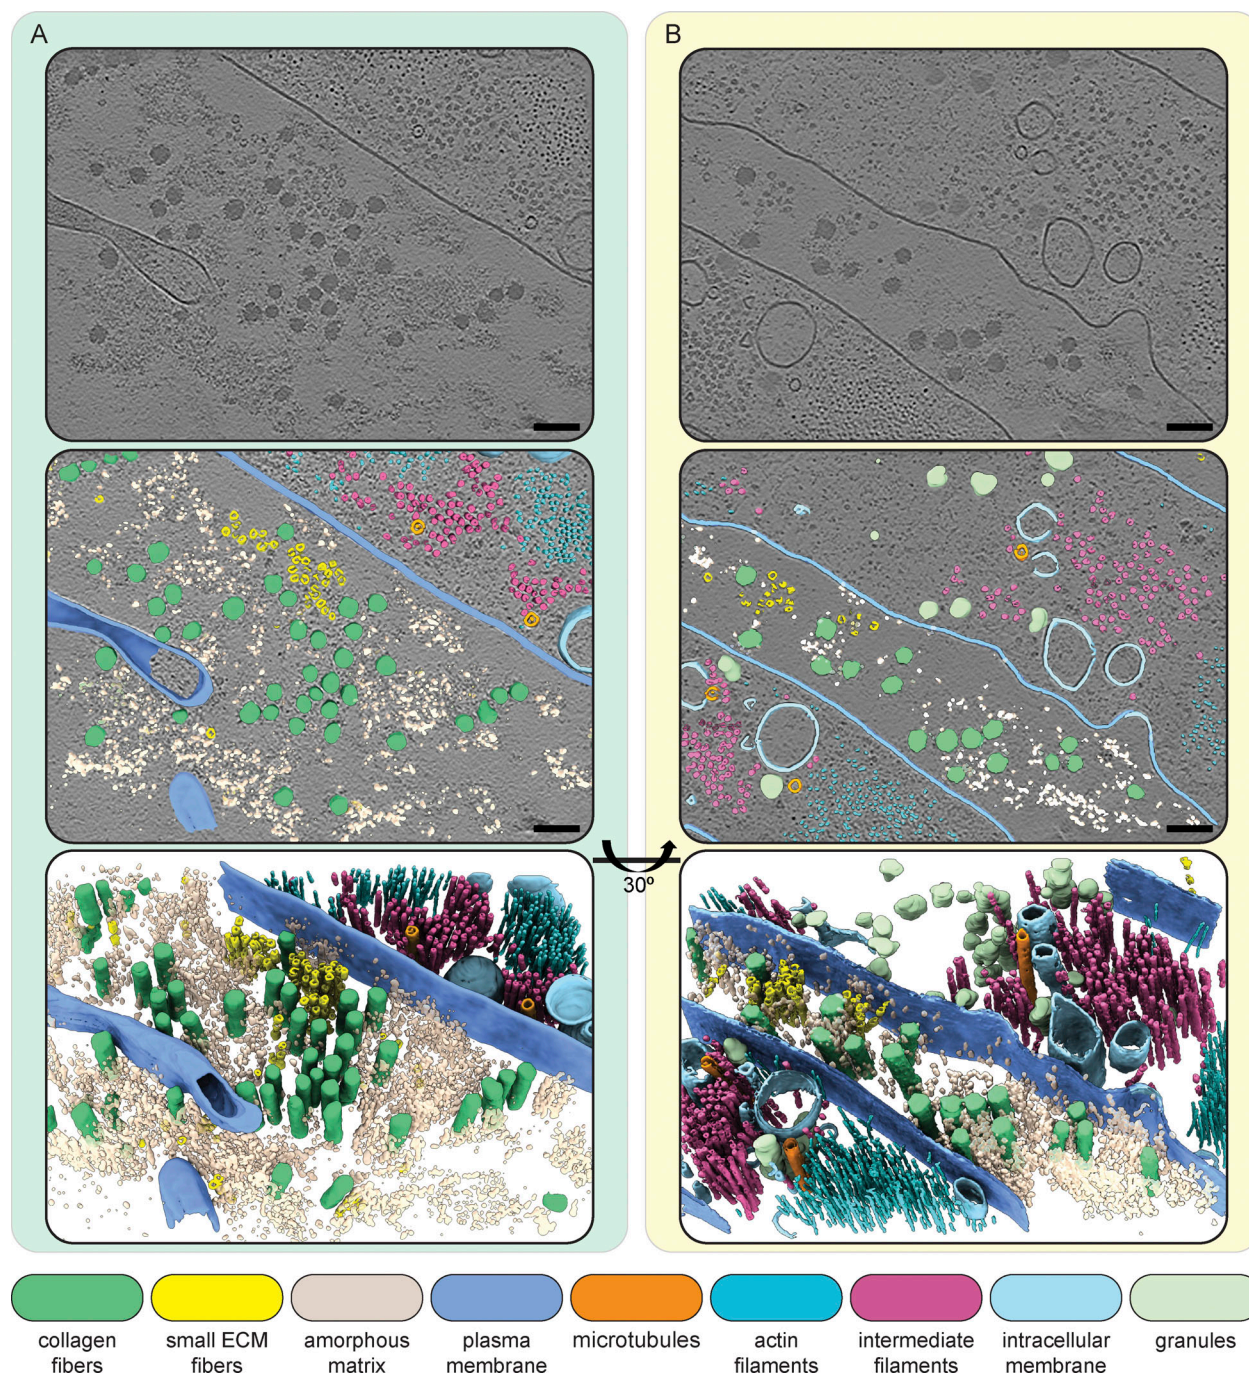 A
B
30º
collagen
fibers
small ECM
fibers
amorphous
matrix
plasma
membrane
microtubules
actin
filaments
intermediate
filaments
intracellular
membrane
granules